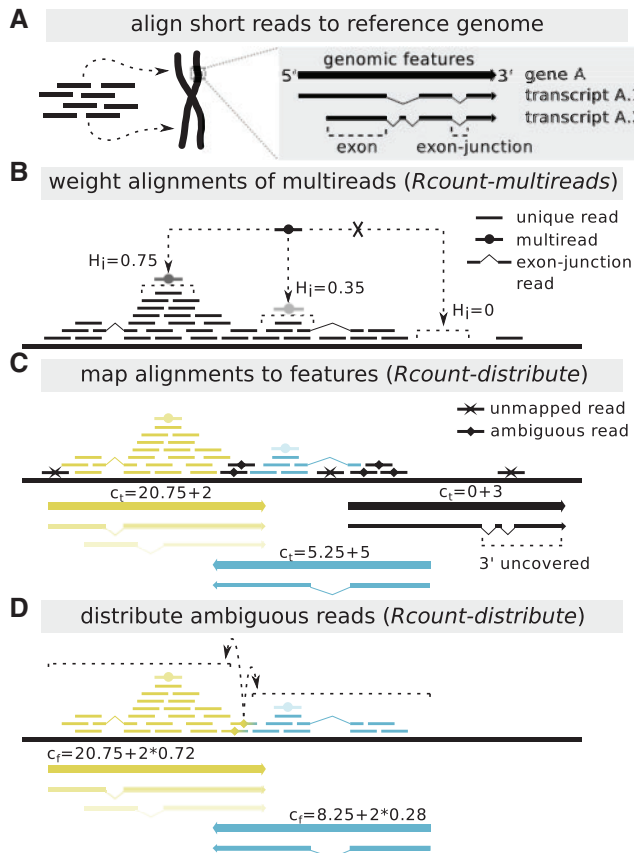 A align short reads to reference genome
genomic features
5' 3' gene A
transcript A.
transcript A.
exon exon-junction
B weight alignments of multireads (Rcount-multireads)
unique read
multiread
exon-junction
read
Hi=0.75
Hi=0.35
Hi=0
C map alignments to features (Rcount-distribute)
unmapped read
ambiguous read
ct=20.75+2
ct=0+3
3' uncovered
ct=5.25+5
D distribute ambiguous reads (Rcount-distribute)
cf=20.75+2*0.72
cf=8.25+2*0.28